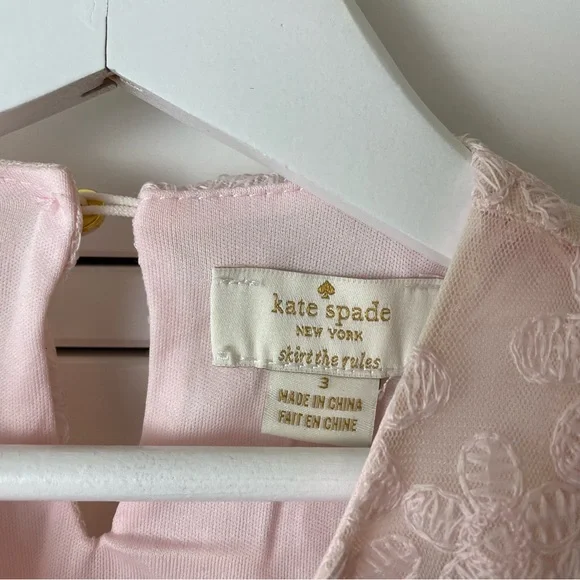 kate spade
NEW YORK
skirt the rules
3
MADE IN CHINA
FAIT EN CHINE